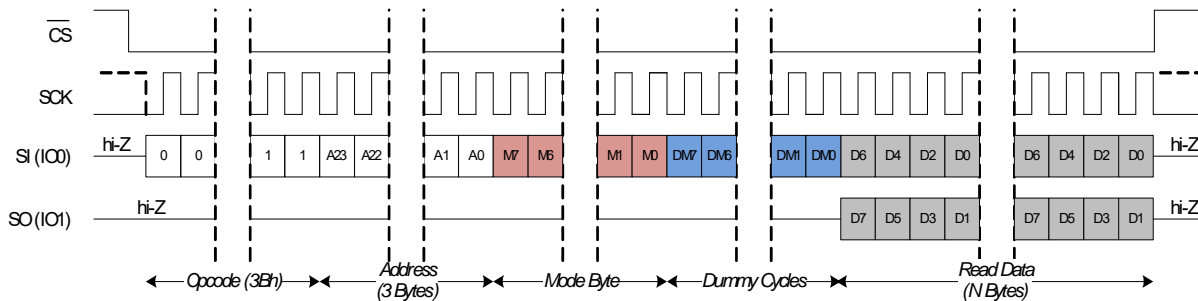 CS
SCK
hi-Z
SI (IO0) 0 0 1 1 A23 A22 A1 A0 M7 M6 M1 M0 DM7 DM6 DM1 DM0 D6 D4 D2 D0 D6 D4 D2 D0 hi-Z
SO (IO1) hi-Z D7 D5 D3 D1 D7 D5 D3 D1 hi-Z
Opcode (3Bh) Address (3 Bytes) Mode Byte Dummy Cycles Read Data (N Bytes)